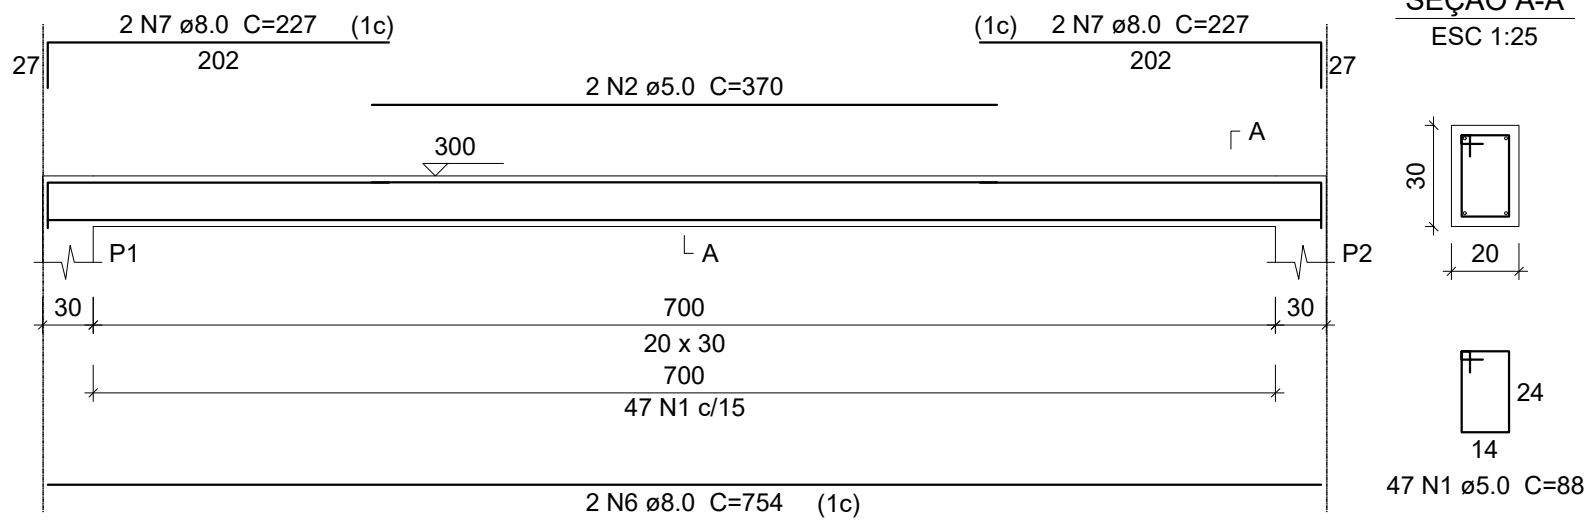 2 N7 ø8.0 C=227 (1c)
(1c) 2 N7 ø8.0 C=227
SEÇÃO A-A
ESC 1:25
27
202
202
27
2 N2 ø5.0 C=370
A
300
30
P1
A
P2
20
30
700
30
20 x 30
700
47 N1 c/15
24
14
47 N1 ø5.0 C=88
2 N6 ø8.0 C=754 (1c)